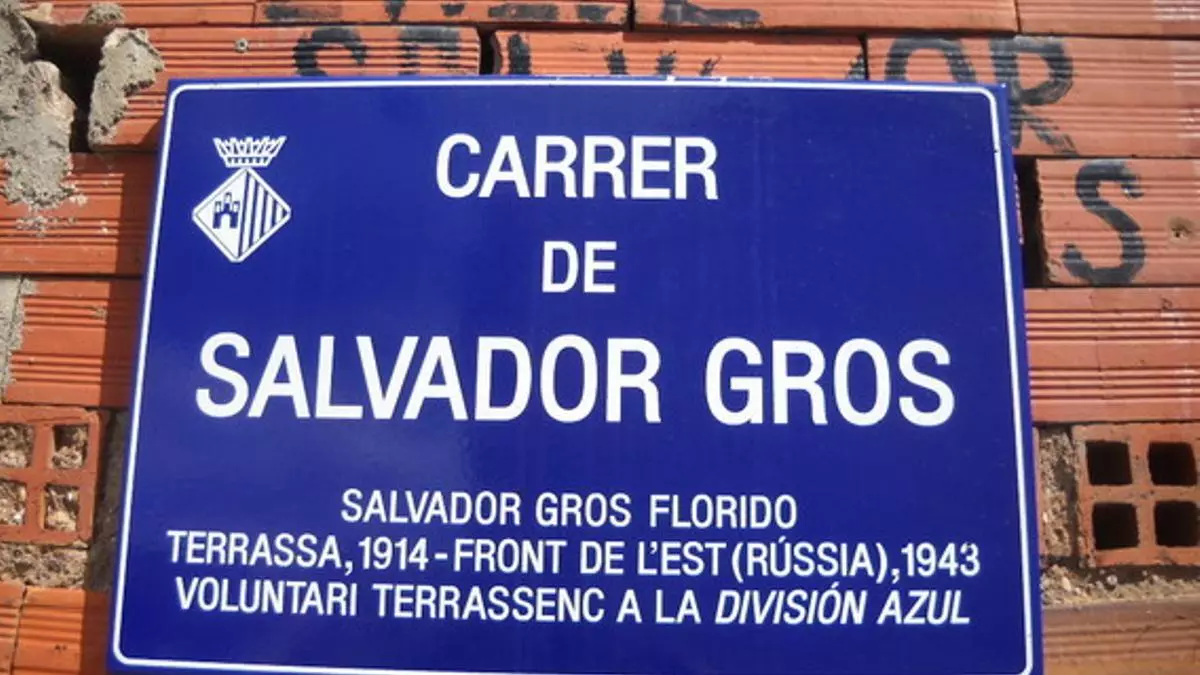 SALVADOR
S
CARRER
DE
SALVADOR GROS
SALVADOR GROS FLORIDO
TERRASSA, 1914 - FRONT DE L'EST (RÚSSIA), 1943
VOLUNTARI TERRASSENC A LA DIVISIÓN AZUL